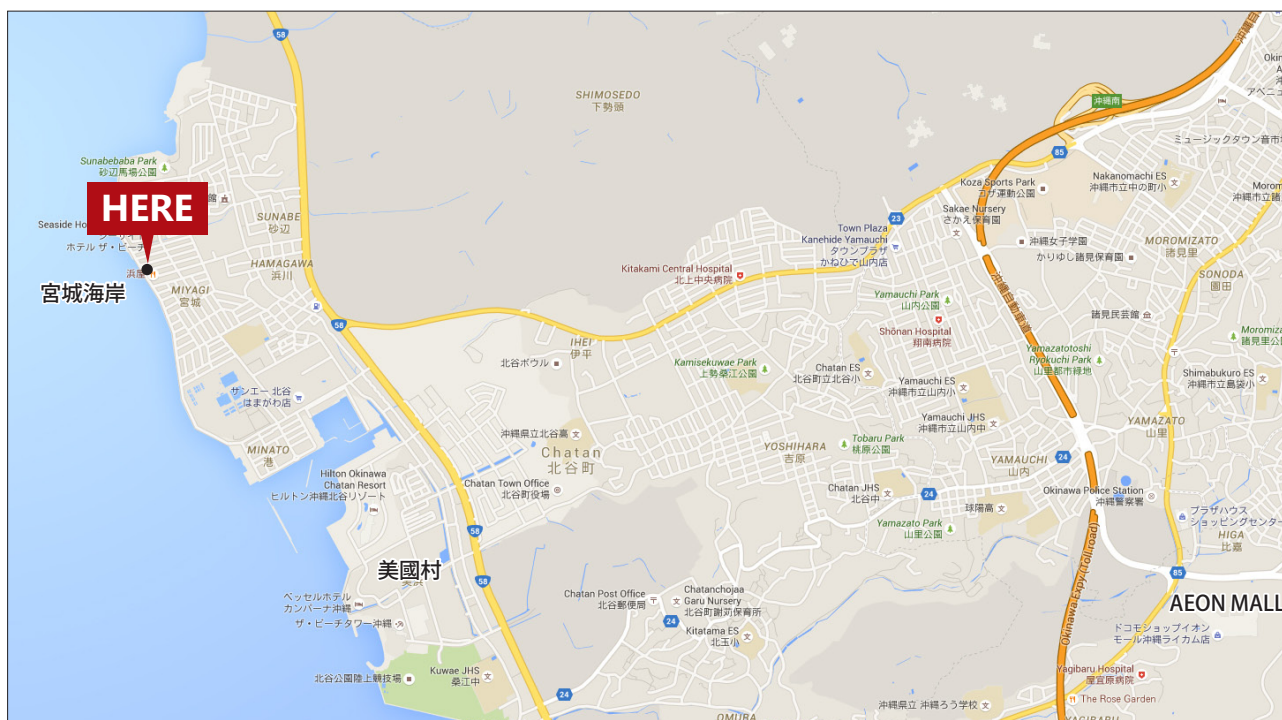 58
SHIMOSEDO
下勢頭
沖縄南
85
ミュージックタウン音市場
Sunabebaba Park
砂辺馬場公園
HERE
SUNABE
砂辺
Koza Sports Park
コザ運動公園
Nakanomachi ES
沖縄市立中の町小
Sakae Nursery
さかえ保育園
23
Town Plaza
Kanehide Yamauchi
タウンプラザ
かねひで山内店
沖縄女子学園
かりゆし諸見保育園
MOROMIZATO
諸見里
SONODA
園田
Seaside Ho
ホテル ザ・ビーチ
浜屋
宮城海岸
HAMAGAWA
浜川
MIYAGI
宮城
58
Kitakami Central Hospital
北上中央病院
沖縄自動車道
Yamauchi Park
山内公園
Shōnan Hospital
翔南病院
諸見民芸館
Yamazatotoshi
Ryokuchi Park
山里都市緑地
IHEI
伊平
北谷ボウル
Kamisekuwae Park
上勢桑江公園
Chatan ES
北谷町立北谷小
Yamauchi ES
沖縄市立山内小
Shimabukuro ES
沖縄市立島袋小
サンエー 北谷
はまがわ店
Yamauchi JHS
沖縄市立山内中
YAMAZATO
山里
沖縄県立北谷高
Chatan
北谷町
YOSHIHARA
吉原
Tobaru Park
桃原公園
YAMAUCHI
山内
24
MINATO
港
Hilton Okinawa
Chatan Resort
ヒルトン沖縄北谷リゾート
Chatan Town Office
北谷町役場
Chatan JHS
北谷中
24
Okinawa Police Station
沖縄警察署
球陽高
プラザハウス
ショッピングセンター
58
Yamazato Park
山里公園
HIGA
比嘉
美國村
58
85
ベッセルホテル
カンパーナ沖縄
ザ・ビーチタワー沖縄
Chatan Post Office
北谷郵便局
Chatanchojaa
Garu Nursery
北谷町謝苅保育所
24
Kitatama ES
北玉小
Okinawa Expy (Toll road)
AEON MALL
ドコモショップイオン
モール沖縄ライカム店
北谷公園陸上競技場
Kuwae JHS
桑江中
24
Yagibaru Hospital
屋宜原病院
The Rose Garden
沖縄県立 沖縄ろう学校
OMURA
YAGIBARU